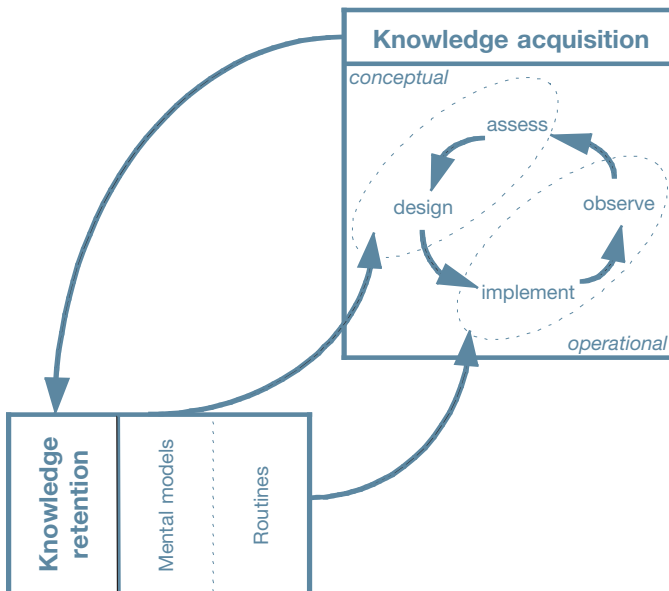 Knowledge acquisition
conceptual
assess
design
observe
implement
operational
Knowledge
retention
Mental models
Routines